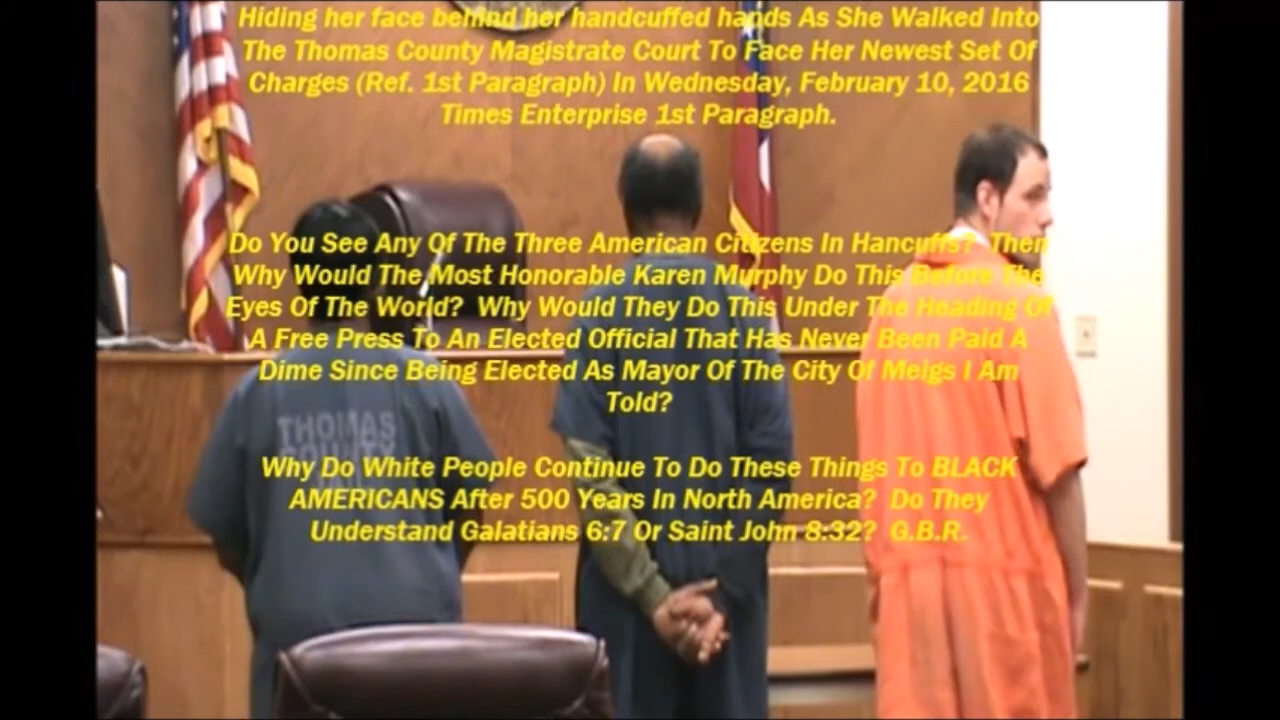 Hiding her face behind her handcuffed hands As She Walked Into
The Thomas County Magistrate Court To Face Her Newest Set Of
Charges (Ref. 1st Paragraph) In Wednesday, February 10, 2016
Times Enterprise 1st Paragraph.
Do You See Any Of The Three American Citizens In Hancuffs? Then
Why Would The Most Honorable Karen Murphy Do This Before The
Eyes Of The World? Why Would They Do This Under The Heading Of
A Free Press To An Elected Official That Has Never Been Paid A
Dime Since Being Elected As Mayor Of The City Of Meigs I Am
Told?
THOMAS
COUNTY
Why Do White People Continue To Do These Things To BLACK
AMERICANS After 500 Years In North America? Do They
Understand Galatians 6:7 Or Saint John 8:32? G.B.R.